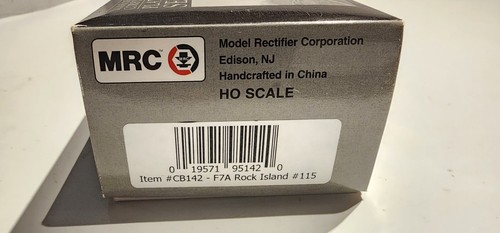 MRC™
Model Rectifier Corporation
Edison, NJ
Handcrafted in China
HO SCALE
0 19571 95142 0
Item #CB142 - F7A Rock Island #115